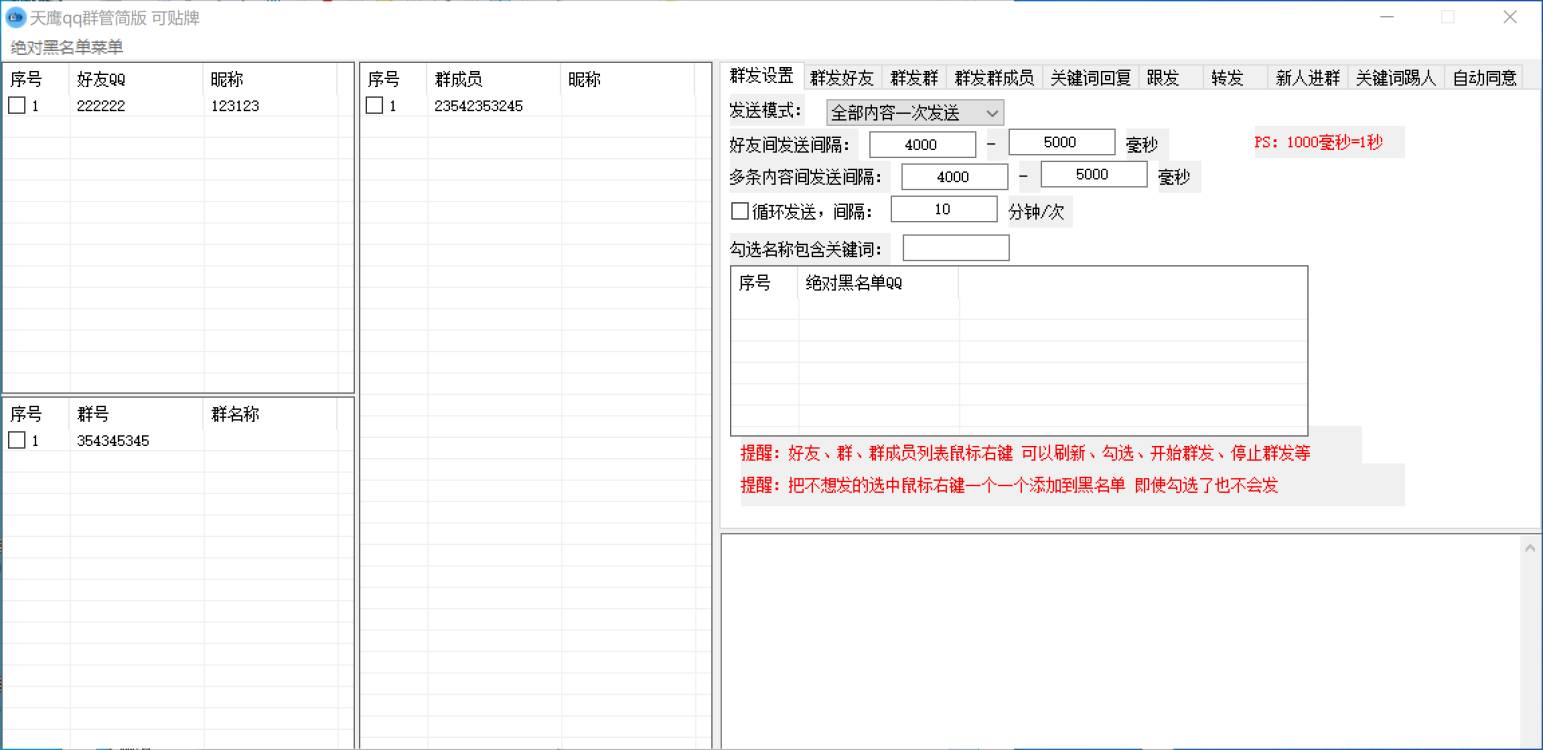 天鹰qq群管简版 可贴牌
绝对黑名单菜单
序号 好友QQ 昵称
1 222222 123123
序号 群号 群名称
1 354345345
序号 群成员 昵称
1 23542353245
群发设置 群发好友 群发群 群发群成员 关键词回复 跟发 转发 新人进群 关键词踢人 自动同意
发送模式： 全部内容一次发送
好友间发送间隔： 4000 - 5000 毫秒 PS：1000毫秒=1秒
多条内容间发送间隔： 4000 - 5000 毫秒
循环发送，间隔： 10 分钟/次
勾选名称包含关键词：
序号 绝对黑名单QQ
提醒：好友、群、群成员列表鼠标右键 可以刷新、勾选、开始群发、停止群发等
提醒：把不想发的选中鼠标右键一个一个添加到黑名单 即使勾选了也不会发